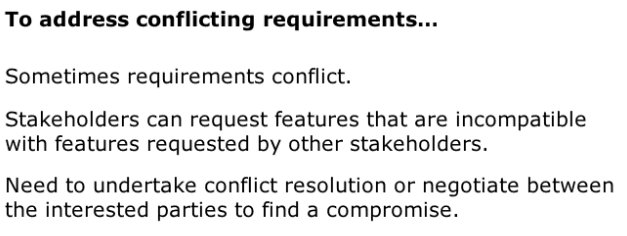 To address conflicting requirements...
Sometimes requirements conflict.
Stakeholders can request features that are incompatible
with features requested by other stakeholders.
Need to undertake conflict resolution or negotiate between
the interested parties to find a compromise.